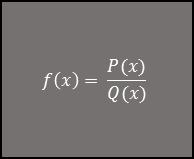 f(x) = P(x)/Q(x)